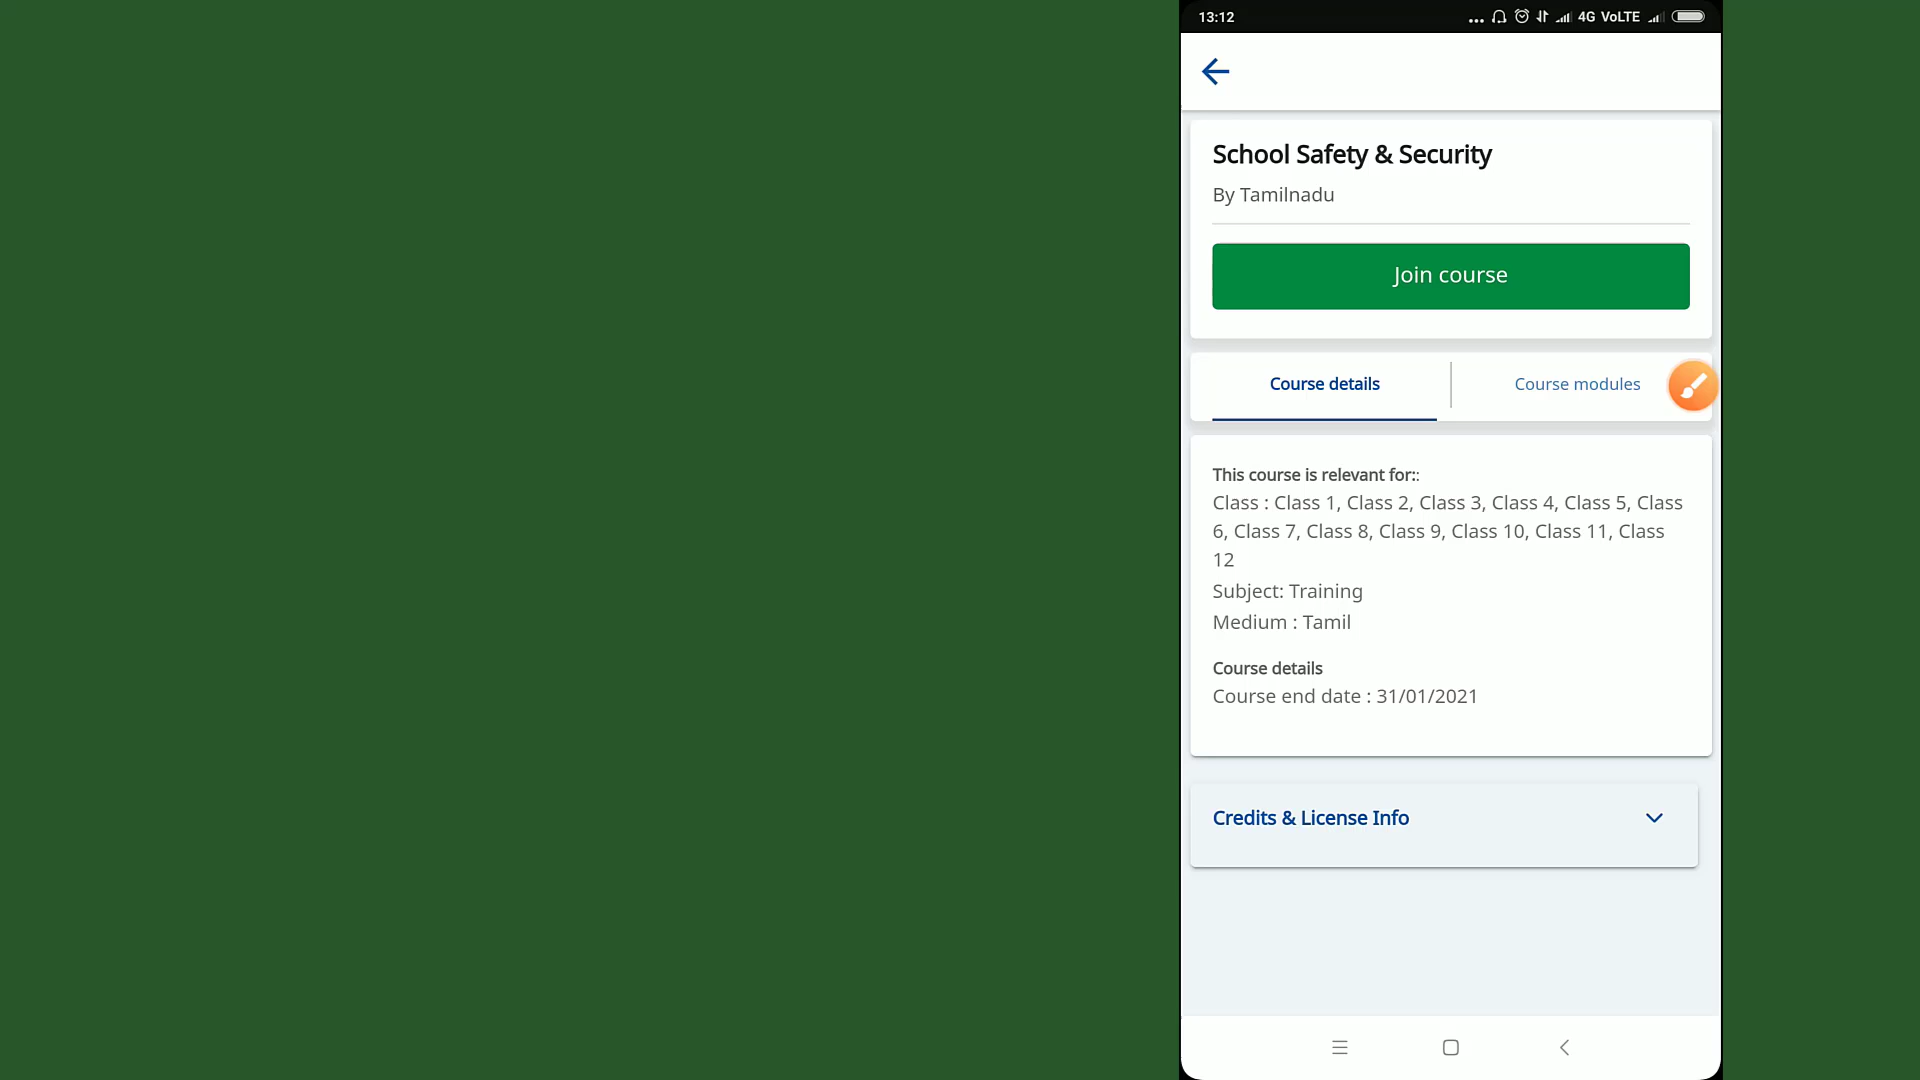 13:12
4G VoLTE
School Safety & Security
By Tamilnadu
Join course
Course details
Course modules
This course is relevant for::
Class : Class 1, Class 2, Class 3, Class 4, Class 5, Class
6, Class 7, Class 8, Class 9, Class 10, Class 11, Class
12
Subject: Training
Medium : Tamil
Course details
Course end date : 31/01/2021
Credits & License Info